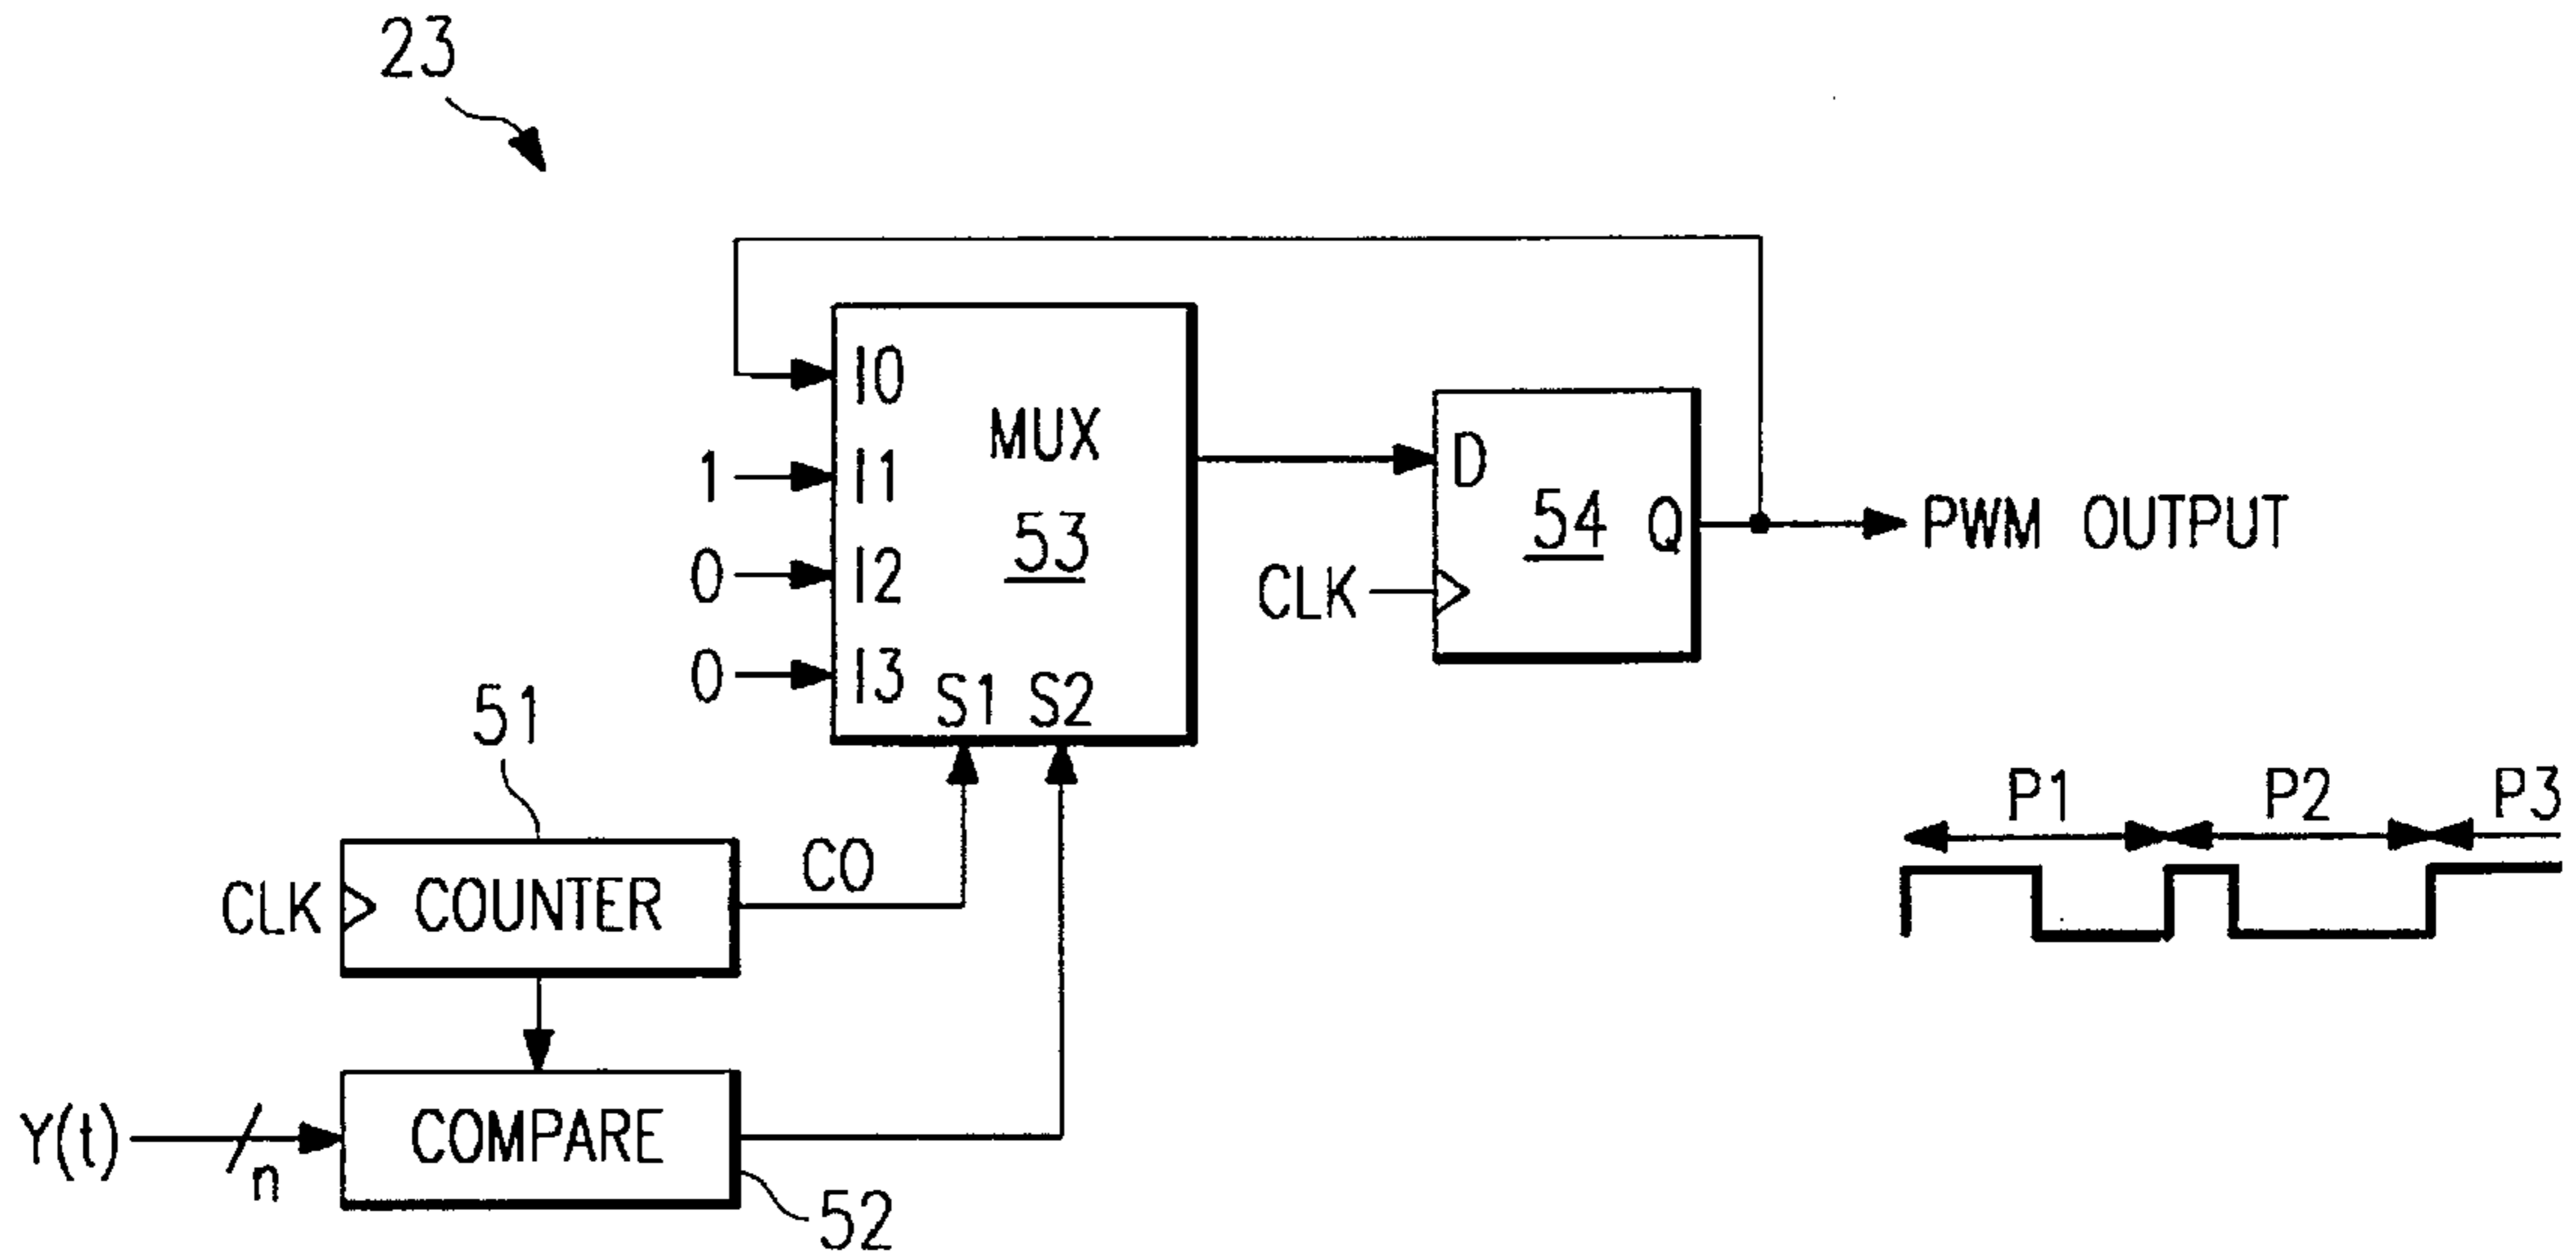 23
I0
MUX
1
I1
53
0
I2
0
I3
S1 S2
D
54
Q
CLK
PWM OUTPUT
51
CLK
COUNTER
CO
Y(t)
n
COMPARE
52
P1
P2
P3